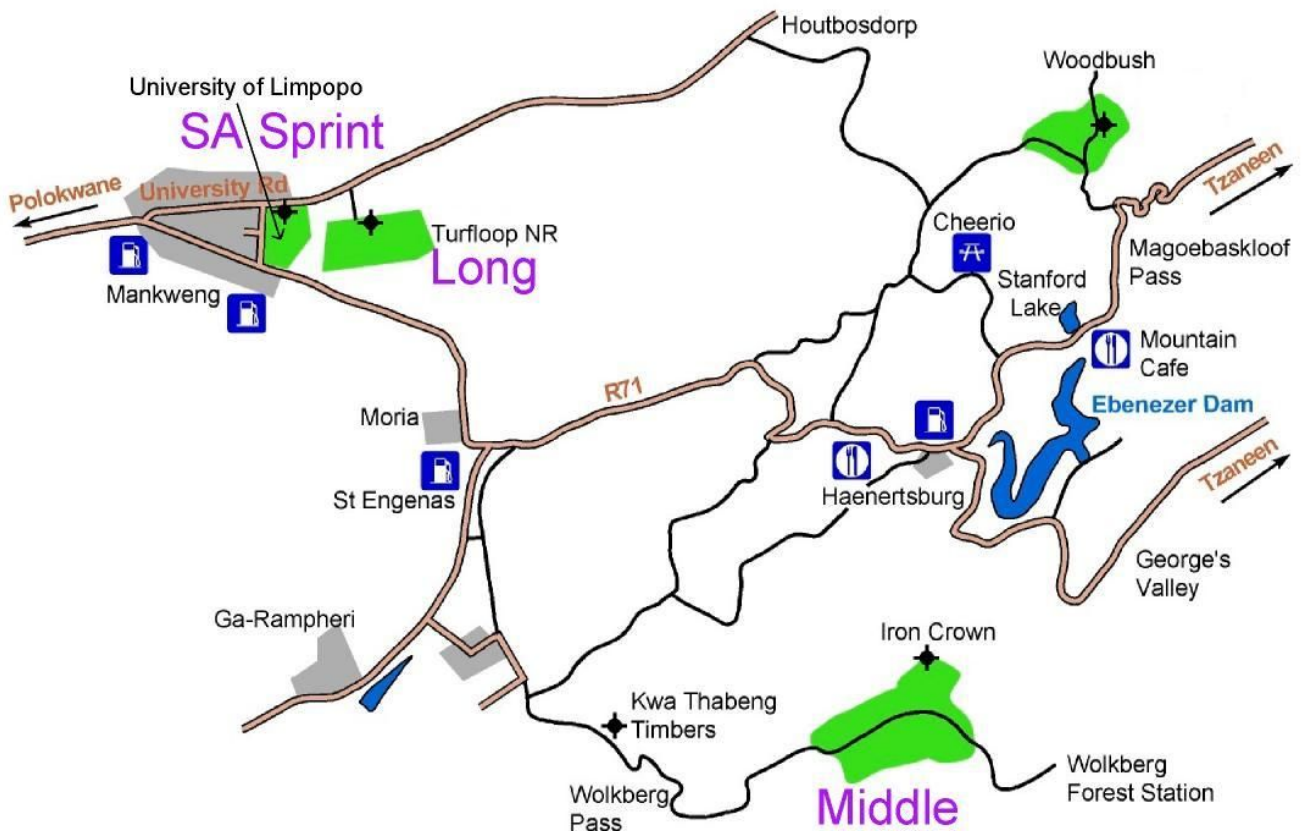 Houtbosdorp
Woodbush
University of Limpopo
SA Sprint
Polokwane
University Rd
Tzaneen
Turfloop NR
Long
Cheerio
Magoebaskloof
Pass
Mankweng
Stanford
Lake
Mountain
Cafe
R71
Moria
Ebenezer Dam
St Engenas
Haenertsburg
Tzaneen
George's
Valley
Ga-Rampheri
Iron Crown
Kwa Thabeng
Timbers
Wolkberg
Pass
Middle
Wolkberg
Forest Station